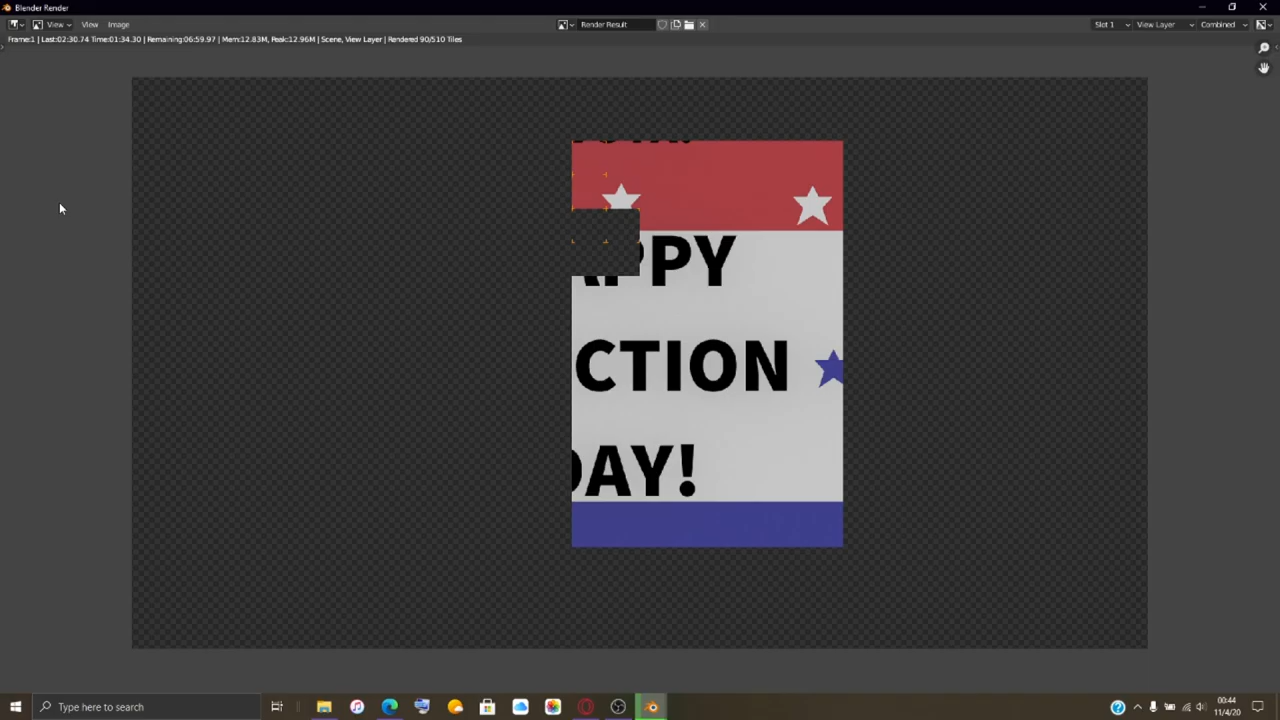 Blender Render
View View Image Render Result Slot 1 View Layer Combined
Frame:1 | Last:02:30.74 Time:01:34.30 | Remaining:06:59.97 | Mem:12.83M, Peak:12.96M | Scene, View Layer | Rendered 90/510 Tiles
PPY
CTION
DAY!
Type here to search
00:44
11/4/20